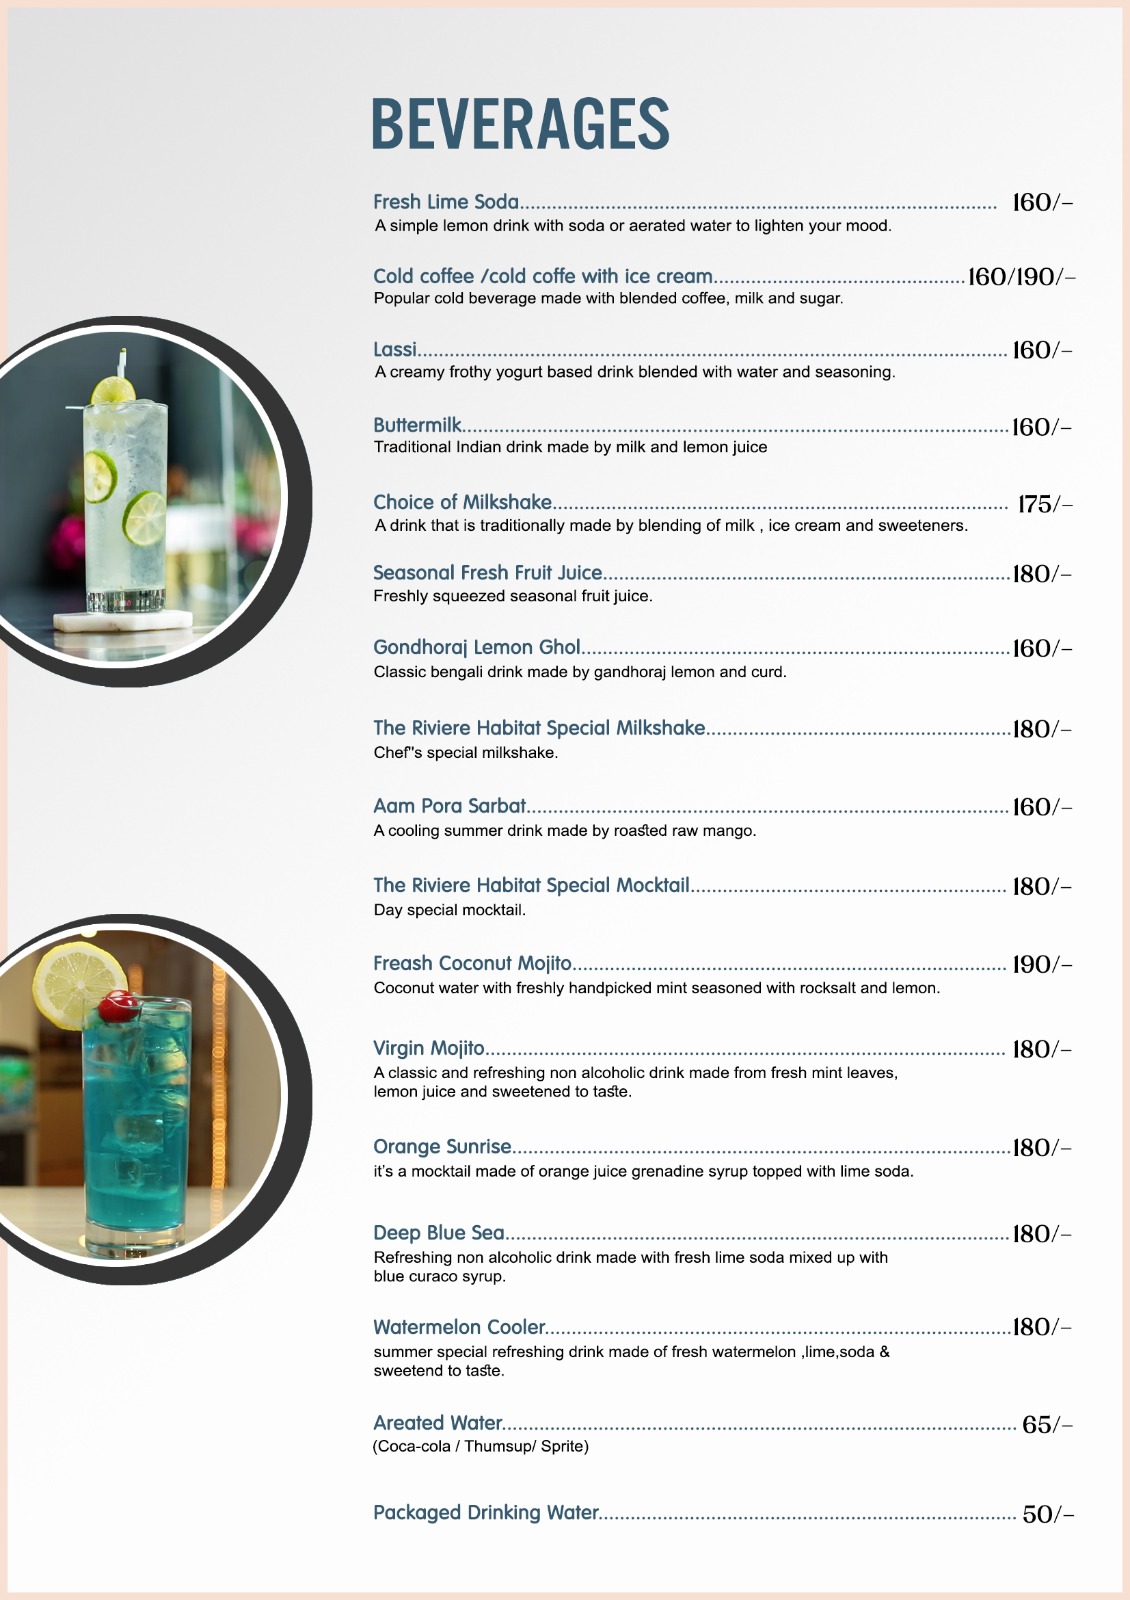 BEVERAGES
Fresh Lime Soda.......... 160/–
A simple lemon drink with soda or aerated water to lighten your mood.
Cold coffee /cold coffe with ice cream..........160/190/–
Popular cold beverage made with blended coffee, milk and sugar.
Lassi.......... 160/–
A creamy frothy yogurt based drink blended with water and seasoning.
Buttermilk..........160/–
Traditional Indian drink made by milk and lemon juice
Choice of Milkshake.......... 175/–
A drink that is traditionally made by blending of milk , ice cream and sweeteners.
Seasonal Fresh Fruit Juice..........180/–
Freshly squeezed seasonal fruit juice.
Gondhoraj Lemon Ghol..........160/–
Classic bengali drink made by gandhoraj lemon and curd.
The Riviere Habitat Special Milkshake..........180/–
Chef"s special milkshake.
Aam Pora Sarbat..........160/–
A cooling summer drink made by roasted raw mango.
The Riviere Habitat Special Mocktail.......... 180/–
Day special mocktail.
Freash Coconut Mojito.......... 190/–
Coconut water with freshly handpicked mint seasoned with rocksalt and lemon.
Virgin Mojito.......... 180/–
A classic and refreshing non alcoholic drink made from fresh mint leaves,
lemon juice and sweetened to taste.
Orange Sunrise..........180/–
it's a mocktail made of orange juice grenadine syrup topped with lime soda.
Deep Blue Sea..........180/–
Refreshing non alcoholic drink made with fresh lime soda mixed up with
blue curaco syrup.
Watermelon Cooler..........180/–
summer special refreshing drink made of fresh watermelon ,lime,soda &
sweetend to taste.
Areated Water.......... 65/–
(Coca-cola / Thumsup/ Sprite)
Packaged Drinking Water.......... 50/–